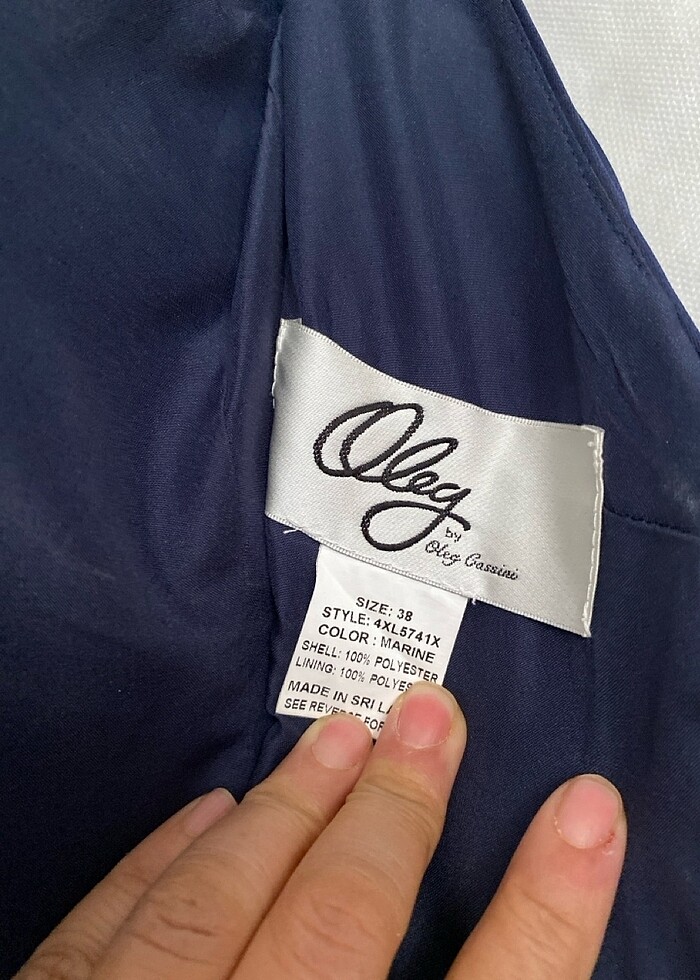 Oleg
by
Oleg Cassini
SIZE: 38
STYLE: 4XL5741X
COLOR : MARINE
SHELL: 100% POLYESTER
LINING: 100% POLYES
MADE IN SRI LA
SEE REVERSE FOR